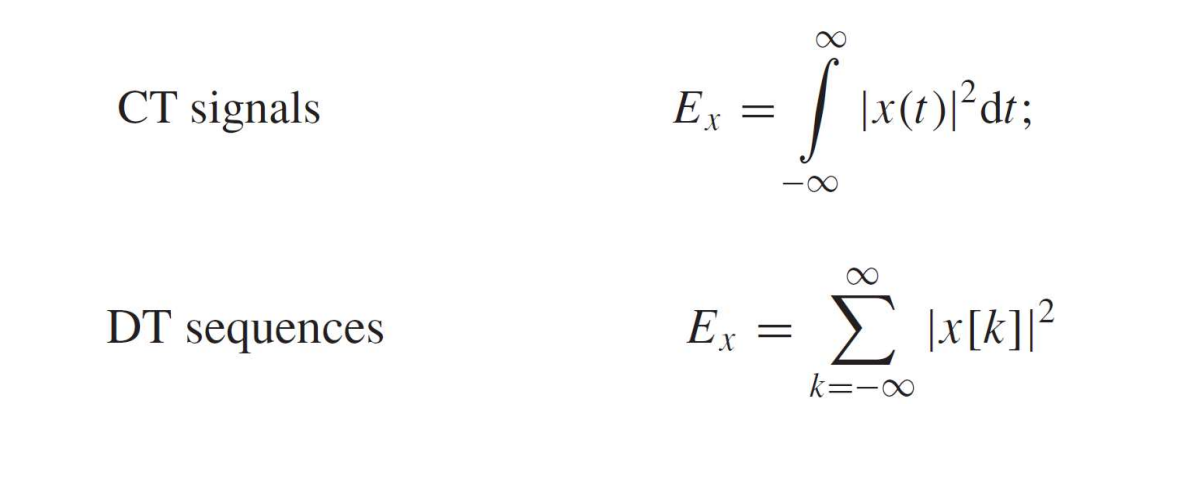 CT signals E_x = ∫_{−∞}^{∞} |x(t)|² dt;
DT sequences E_x = ∑_{k=−∞}^{∞} |x[k]|²